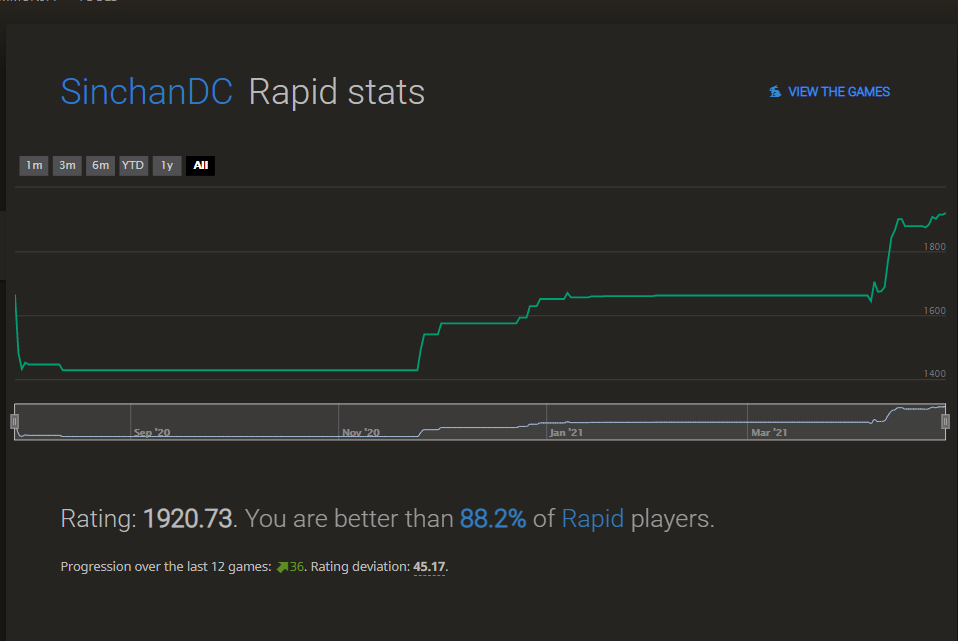 SinchanDC Rapid stats
VIEW THE GAMES
1m 3m 6m YTD 1y All
1800
1600
1400
Sep '20 Nov '20 Jan '21 Mar '21
Rating: 1920.73. You are better than 88.2% of Rapid players.
Progression over the last 12 games: 36. Rating deviation: 45.17.